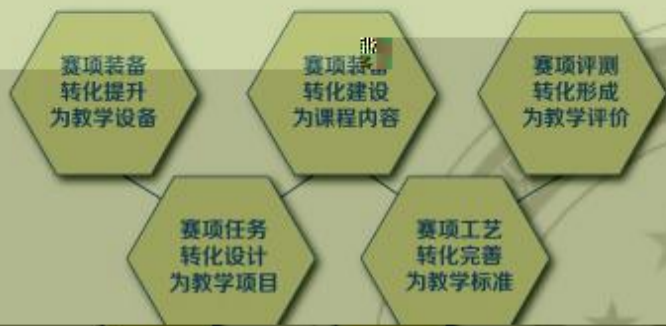 赛项装备
转化提升
为教学设备
赛项装备
转化建设
为课程内容
赛项评测
转化形成
为教学评价
赛项任务
转化设计
为教学项目
赛项工艺
转化完善
为教学标准